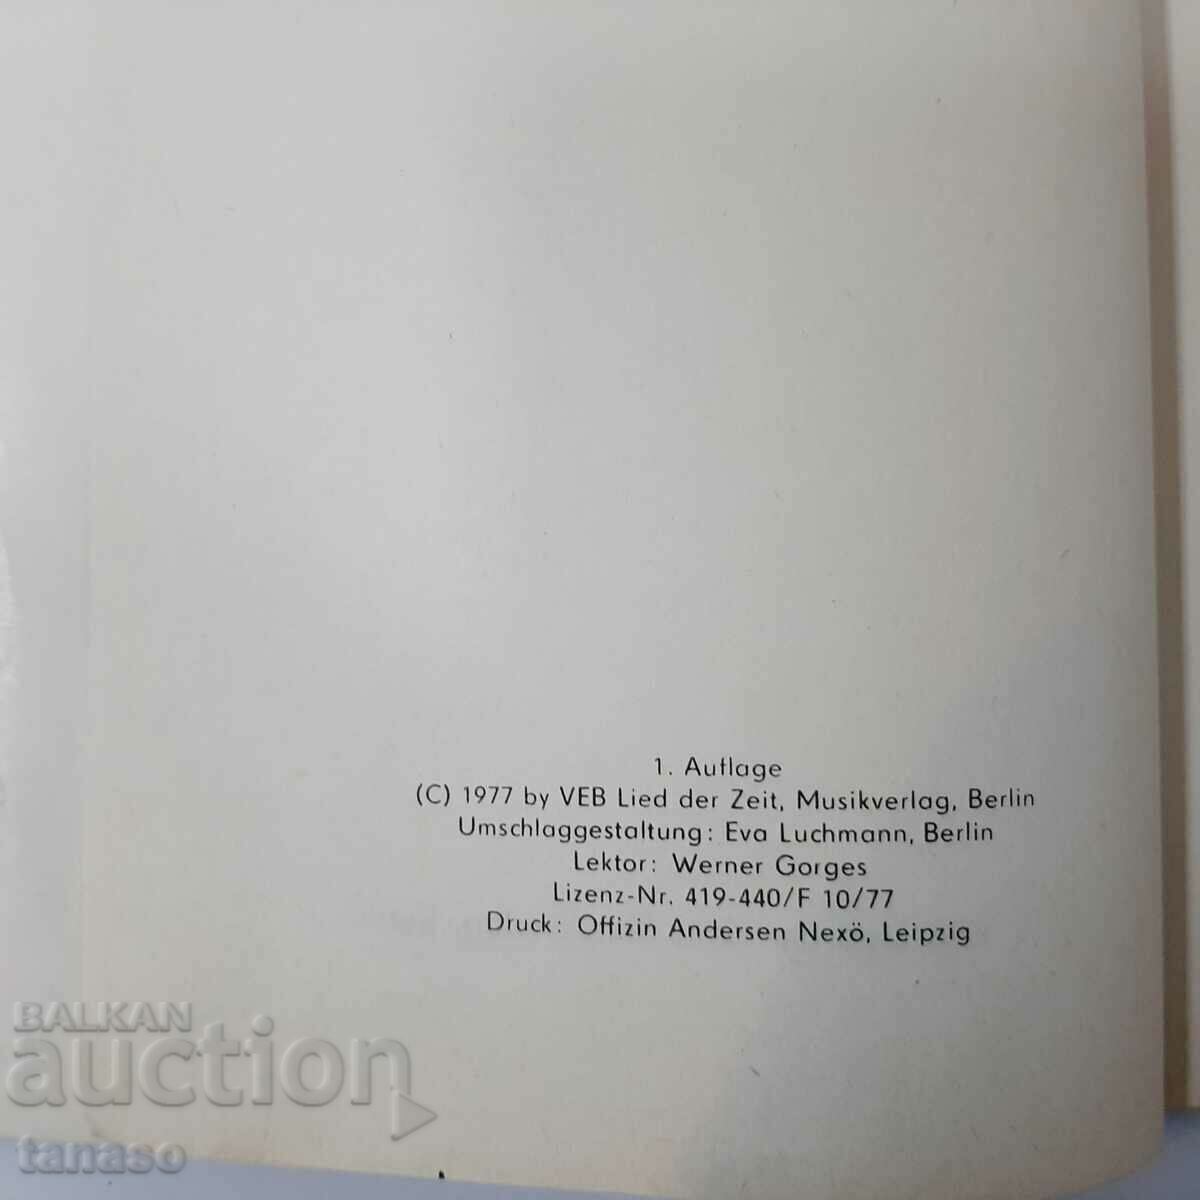 1. Auflage
(C) 1977 by VEB Lied der Zeit, Musikverlag, Berlin
Umschlaggestaltung: Eva Luchmann, Berlin
Lektor: Werner Gorges
Lizenz-Nr. 419-440/F 10/77
Druck: Offizin Andersen Nexö, Leipzig
BALKAN
auction
tanaso